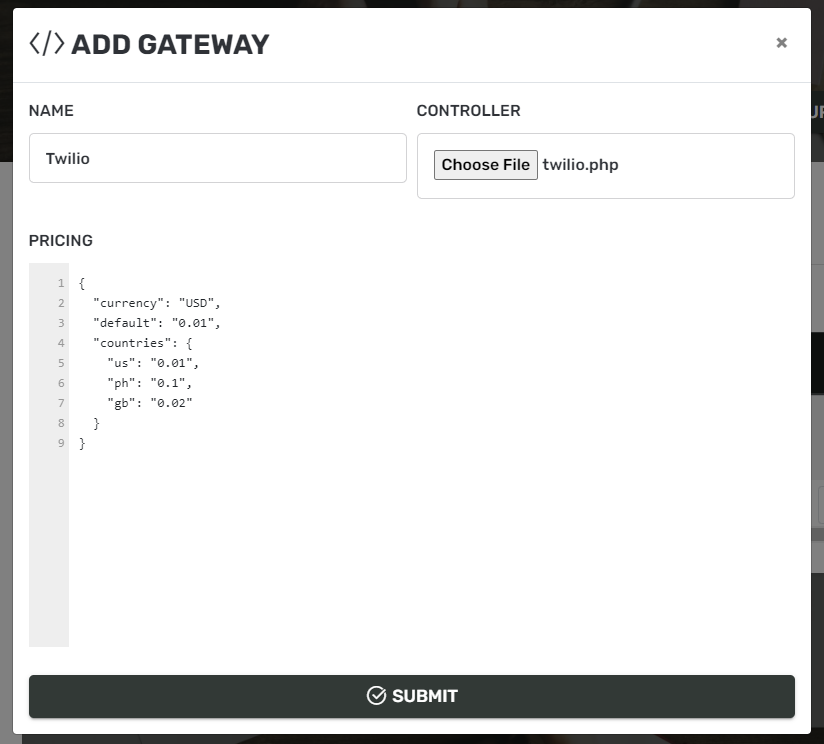 </> ADD GATEWAY
×
NAME
CONTROLLER
Twilio
Choose File twilio.php
PRICING
1 {
2   "currency": "USD",
3   "default": "0.01",
4   "countries": {
5     "us": "0.01",
6     "ph": "0.1",
7     "gb": "0.02"
8   }
9 }
SUBMIT